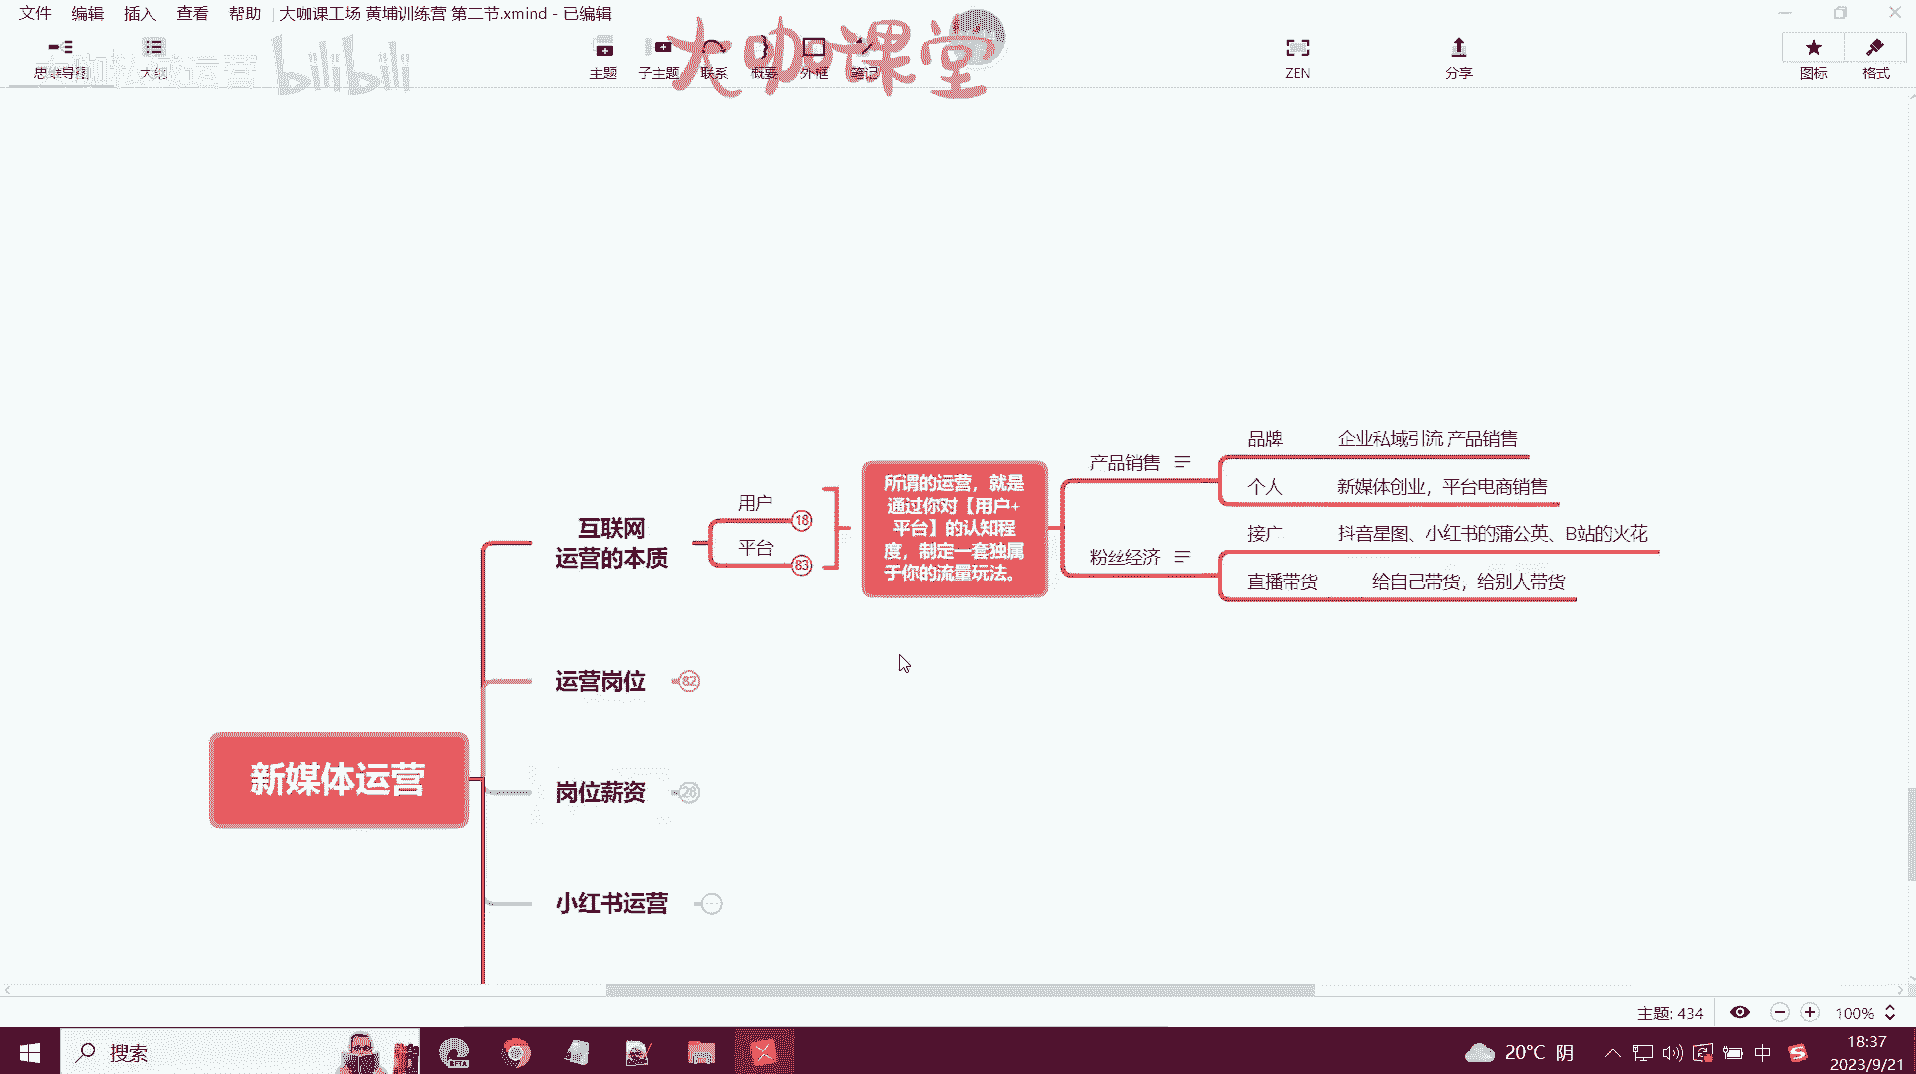 文件 编辑 插入 查看 帮助 大咖课工场 黄埔训练营 第二节.xmind - 已编辑
思维导图 大纲 主题 子主题 联系 概要 外框 笔记 ZEN 分享 图标 格式
bilibili
大咖课堂
品牌 企业私域引流 产品销售
产品销售
个人 新媒体创业，平台电商销售
接广 抖音星图、小红书的蒲公英、B站的火花
粉丝经济
直播带货 给自己带货，给别人带货
所谓的运营，就是
通过你对【用户+
平台】的认知程
度，制定一套独属
于你的流量玩法。
用户 18
平台 83
互联网
运营的本质
运营岗位 82
岗位薪资 28
新媒体运营
小红书运营
主题: 434 100%
搜索
BETA
20°C 阴
中
18:37
2023/9/21